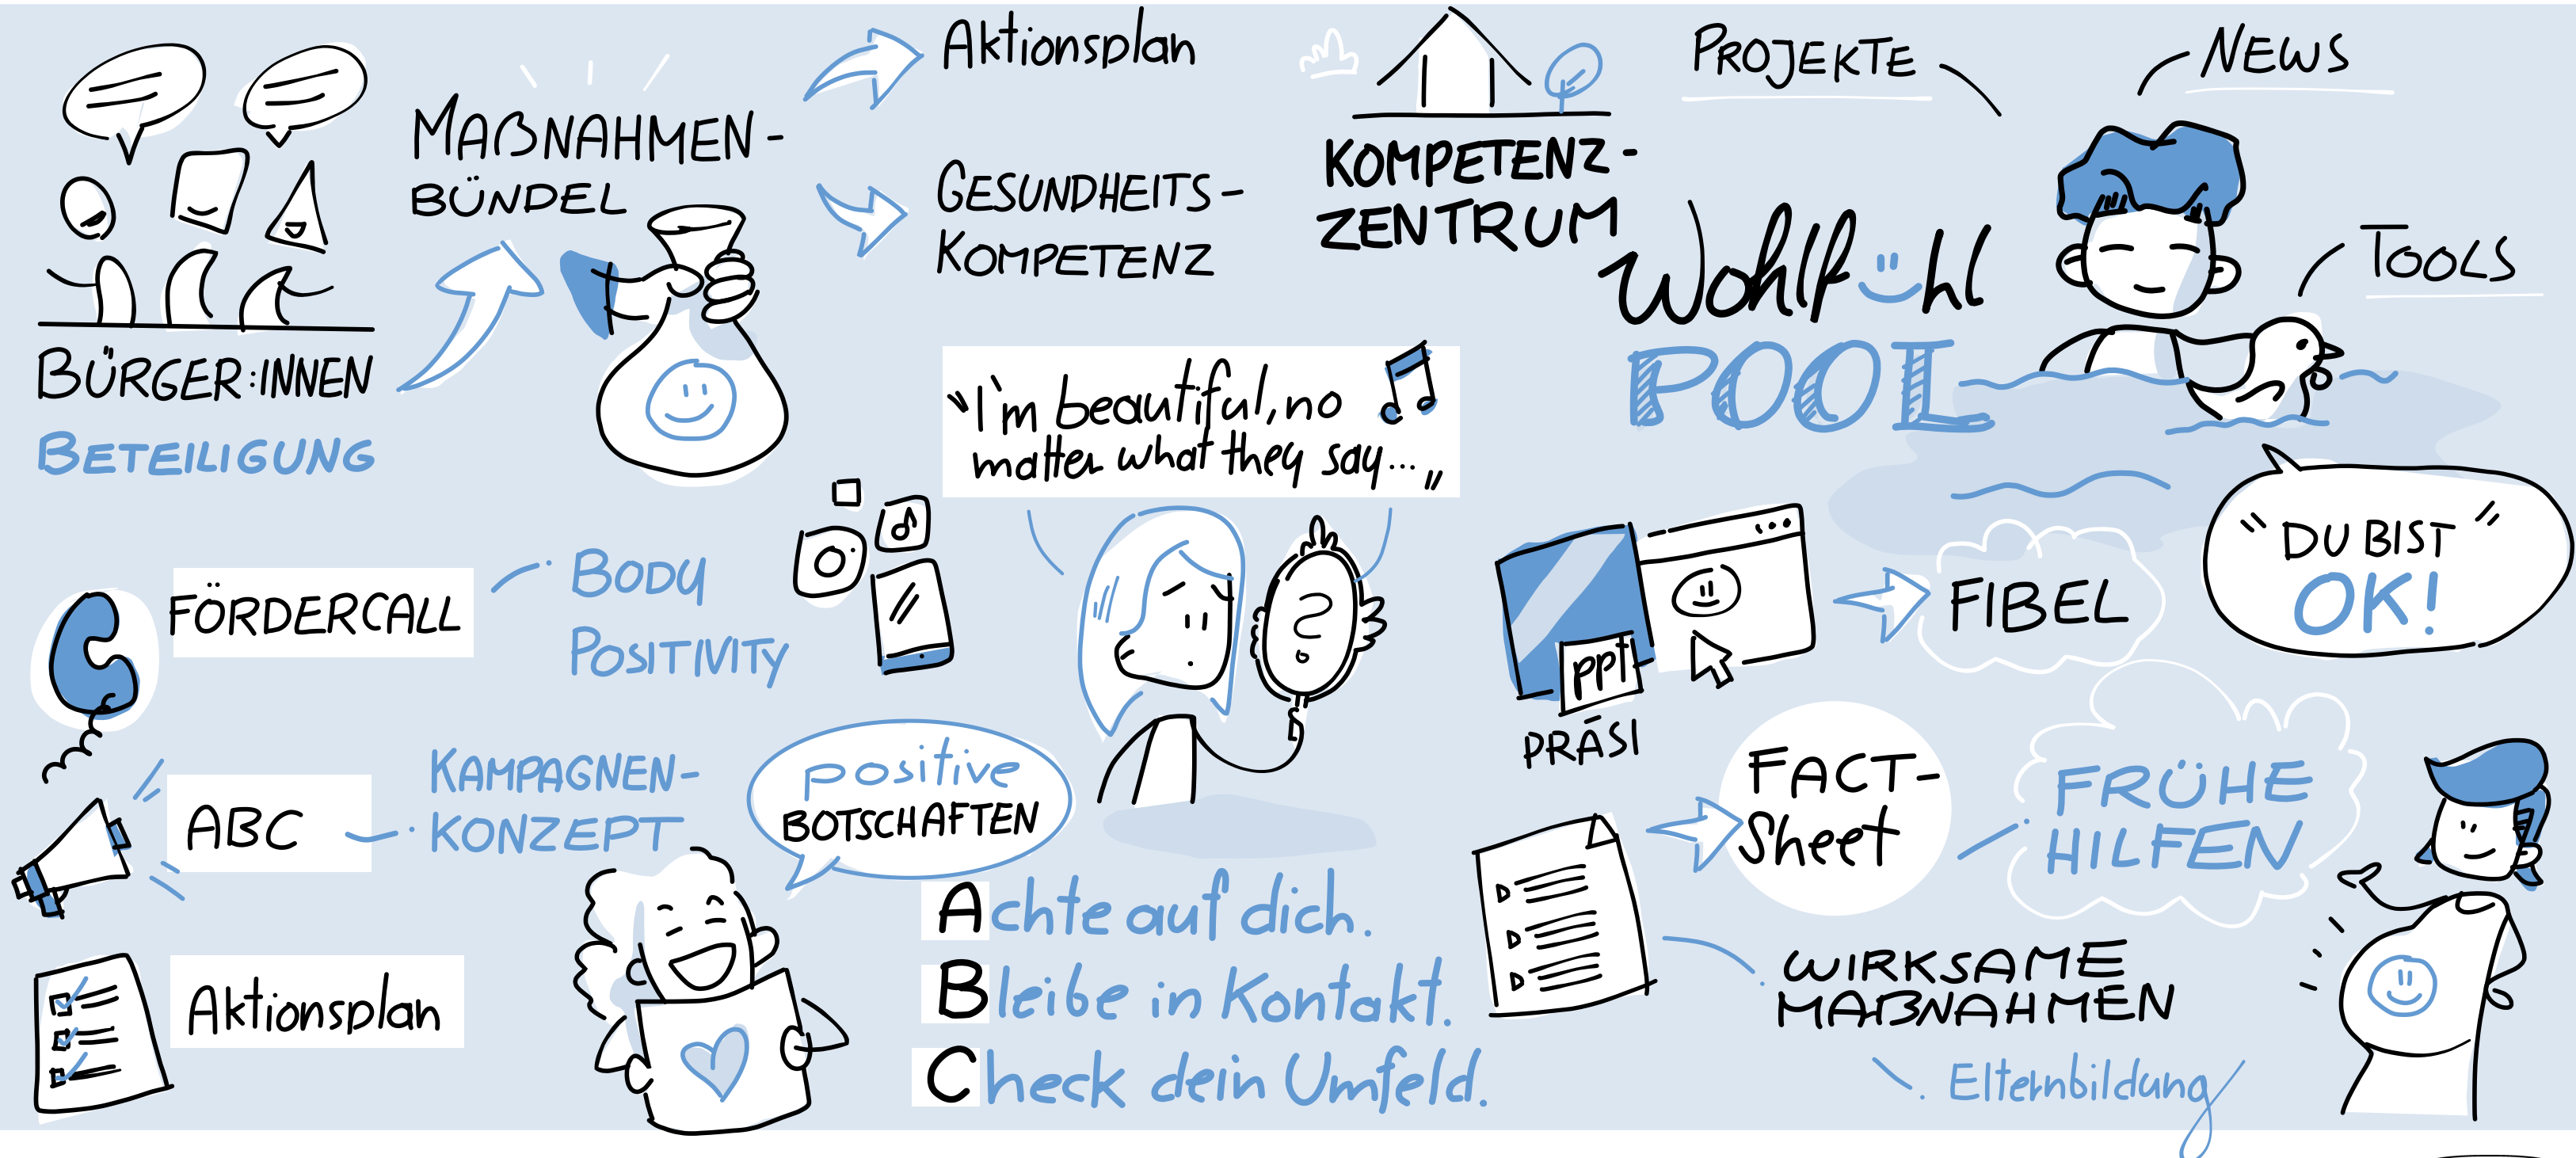 BÜRGER:INNEN
BETEILIGUNG
MAßNAHMEN-
BÜNDEL
Aktionsplan
GESUNDHEITS-
KOMPETENZ
KOMPETENZ-
ZENTRUM
PROJEKTE
NEWS
TOOLS
Wohlfühl
POOL
"I'm beautiful, no
matter what they say..."
FÖRDERCALL
BODY
POSITIVITY
ABC
KAMPAGNEN-
KONZEPT
Aktionsplan
positive
BOTSCHAFTEN
?
Achte auf dich.
Bleibe in Kontakt.
Check dein Umfeld.
ppt
PRÄSI
FIBEL
"DU BIST"
OK!
FACT-
Sheet
FRÜHE
HILFEN
WIRKSAME
MAßNAHMEN
Elternbildung